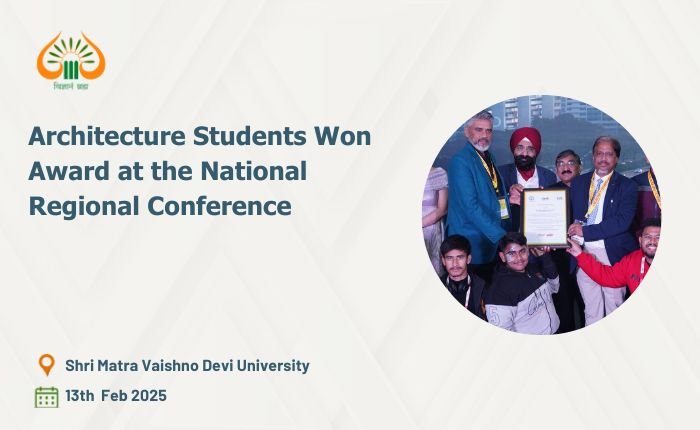 विज्ञानं ब्रह्म
Architecture Students Won
Award at the National
Regional Conference
Shri Matra Vaishno Devi University
13th Feb 2025